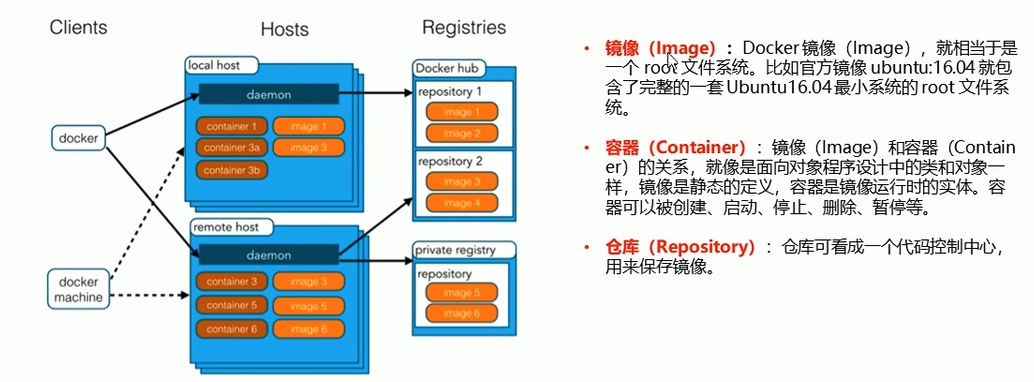 Clients
Hosts
Registries
local host
daemon
container 1
image 1
container 3a
image 3
container 3b
docker
remote host
daemon
container 3
image 3
container 5
image 5
container 6
image 6
docker
machine
Docker hub
repository 1
image 1
image 2
repository 2
image 3
image 4
private registry
repository
image 5
image 6
• 镜像（Image）：Docker 镜像（Image），就相当于是
一个 root 文件系统。比如官方镜像 ubuntu:16.04 就包
含了完整的一套 Ubuntu16.04 最小系统的 root 文件系
统。
• 容器（Container）：镜像（Image）和容器（Contain
er）的关系，就像是面向对象程序设计中的类和对象一
样，镜像是静态的定义，容器是镜像运行时的实体。容
器可以被创建、启动、停止、删除、暂停等。
• 仓库（Repository）：仓库可看成一个代码控制中心，
用来保存镜像。